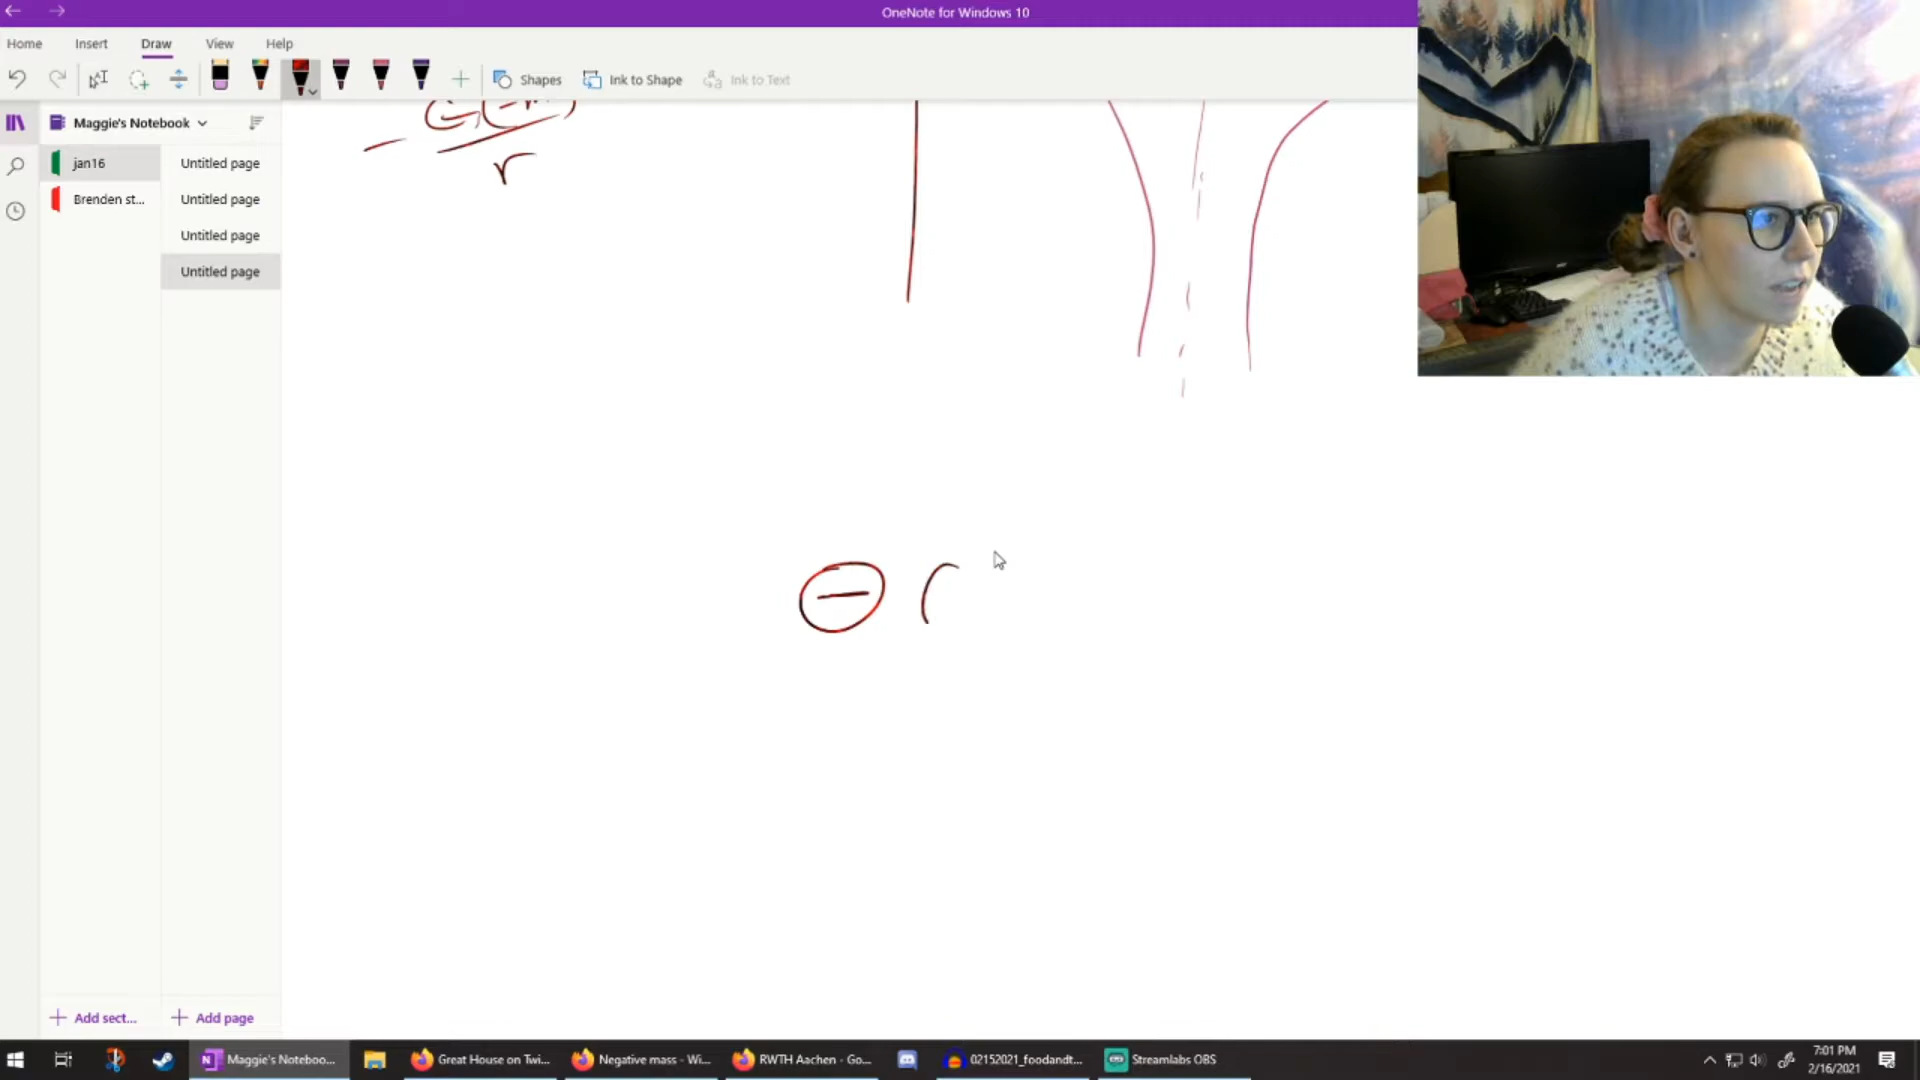 OneNote for Windows 10
Home Insert Draw View Help
Shapes Ink to Shape Ink to Text
Maggie's Notebook
jan16
Brenden st...
Untitled page
Untitled page
Untitled page
Untitled page
r
−
Add sect...
Add page
Maggie's Noteboo...
Great House on Twi...
Negative mass - Wi...
RWTH Aachen - Go...
02152021_foodandt...
Streamlabs OBS
7:01 PM
2/16/2021